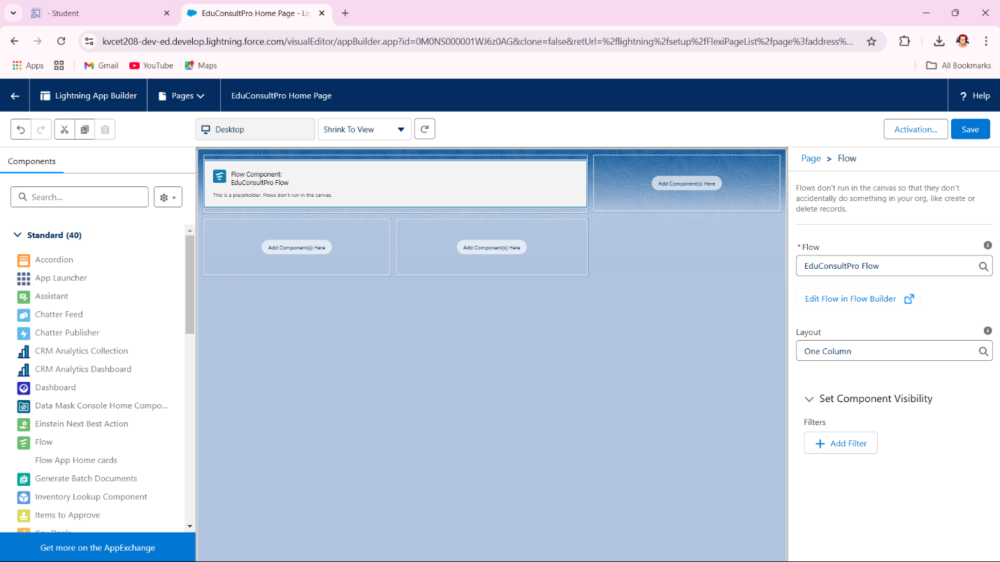 - Student
EduConsultPro Home Page - Li
kvcet208-dev-ed.develop.lightning.force.com/visualEditor/appBuilder.app?id=0M0NS000001WJ6z0AG&clone=false&retUrl=%2flightning%2fsetup%2fFlexiPageList%2fpage%3faddress%...
Apps
Gmail
YouTube
Maps
All Bookmarks
Lightning App Builder
Pages
EduConsultPro Home Page
? Help
Desktop
Shrink To View
Activation...
Save
Components
Search...
Standard (40)
Accordion
App Launcher
Assistant
Chatter Feed
Chatter Publisher
CRM Analytics Collection
CRM Analytics Dashboard
Dashboard
Data Mask Console Home Compo...
Einstein Next Best Action
Flow
Flow App Home cards
Generate Batch Documents
Inventory Lookup Component
Items to Approve
Key Deals
Get more on the AppExchange
Flow Component:
EduConsultPro Flow
This is a placeholder. Flows don't run in the canvas.
Add Component(s) Here
Add Component(s) Here
Add Component(s) Here
Page > Flow
Flows don't run in the canvas so that they don't
accidentally do something in your org, like create or
delete records.
* Flow
EduConsultPro Flow
Edit Flow in Flow Builder
Layout
One Column
Set Component Visibility
Filters
+ Add Filter